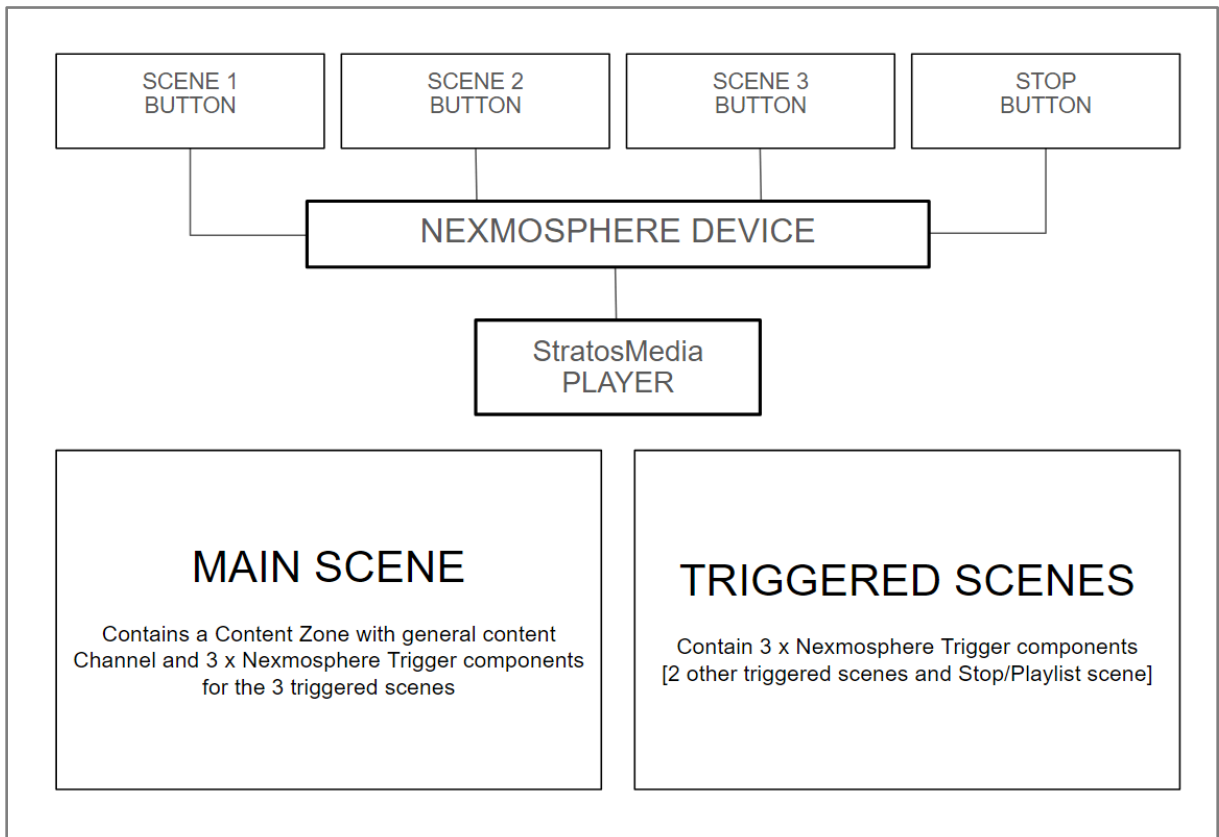 SCENE 1
BUTTON
SCENE 2
BUTTON
SCENE 3
BUTTON
STOP
BUTTON
NEXMOSPHERE DEVICE
StratosMedia
PLAYER
MAIN SCENE
Contains a Content Zone with general content
Channel and 3 x Nexmosphere Trigger components
for the 3 triggered scenes
TRIGGERED SCENES
Contain 3 x Nexmosphere Trigger components
[2 other triggered scenes and Stop/Playlist scene]